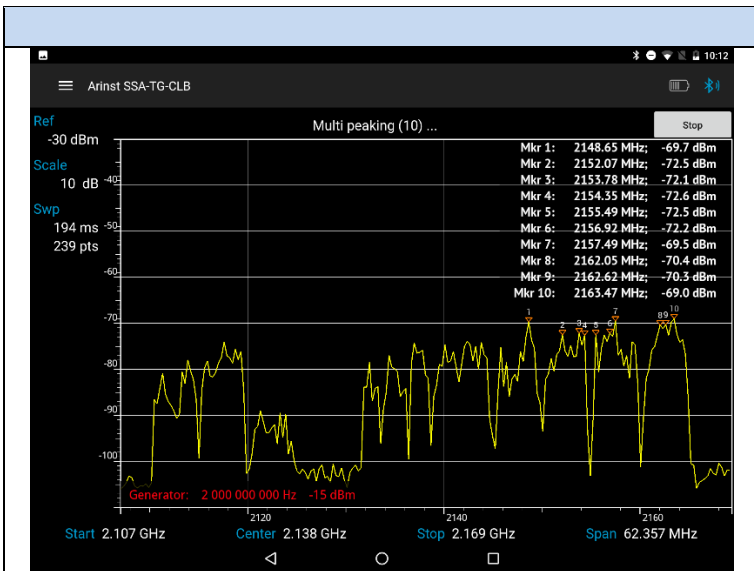 10:12
Arinst SSA-TG-CLB
Ref
-30 dBm
Multi peaking (10) ...
Stop
Scale
10 dB
Swp
194 ms
239 pts
Mkr 1: 2148.65 MHz; -69.7 dBm
Mkr 2: 2152.07 MHz; -72.5 dBm
Mkr 3: 2153.78 MHz; -72.1 dBm
Mkr 4: 2154.35 MHz; -72.6 dBm
Mkr 5: 2155.49 MHz; -72.5 dBm
Mkr 6: 2156.92 MHz; -72.2 dBm
Mkr 7: 2157.49 MHz; -69.5 dBm
Mkr 8: 2162.05 MHz; -70.4 dBm
Mkr 9: 2162.62 MHz; -70.3 dBm
Mkr 10: 2163.47 MHz; -69.0 dBm
-40
-50
-60
-70
-80
-90
-100
1 2 3 4 5 6 7 8 9 10
Generator: 2 000 000 000 Hz -15 dBm
2120 2140 2160
Start 2.107 GHz Center 2.138 GHz Stop 2.169 GHz Span 62.357 MHz